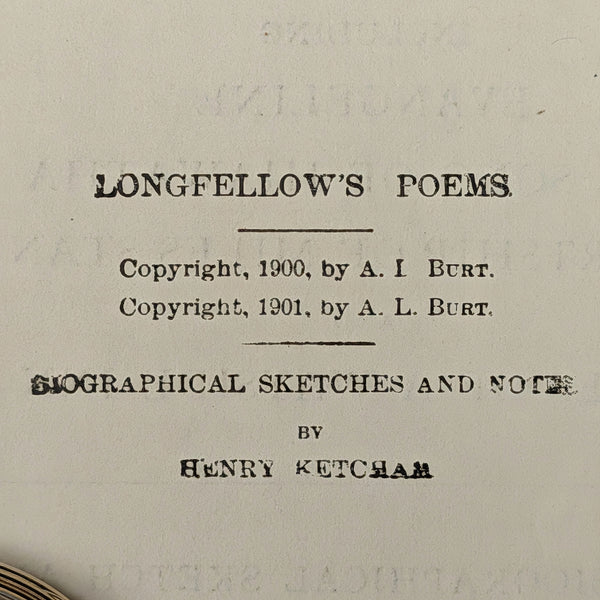 LONGFELLOW'S POEMS.
Copyright, 1900, by A. L BURT.
Copyright, 1901, by A. L. BURT.
BIOGRAPHICAL SKETCHES AND NOTES
BY
HENRY KETCHAM